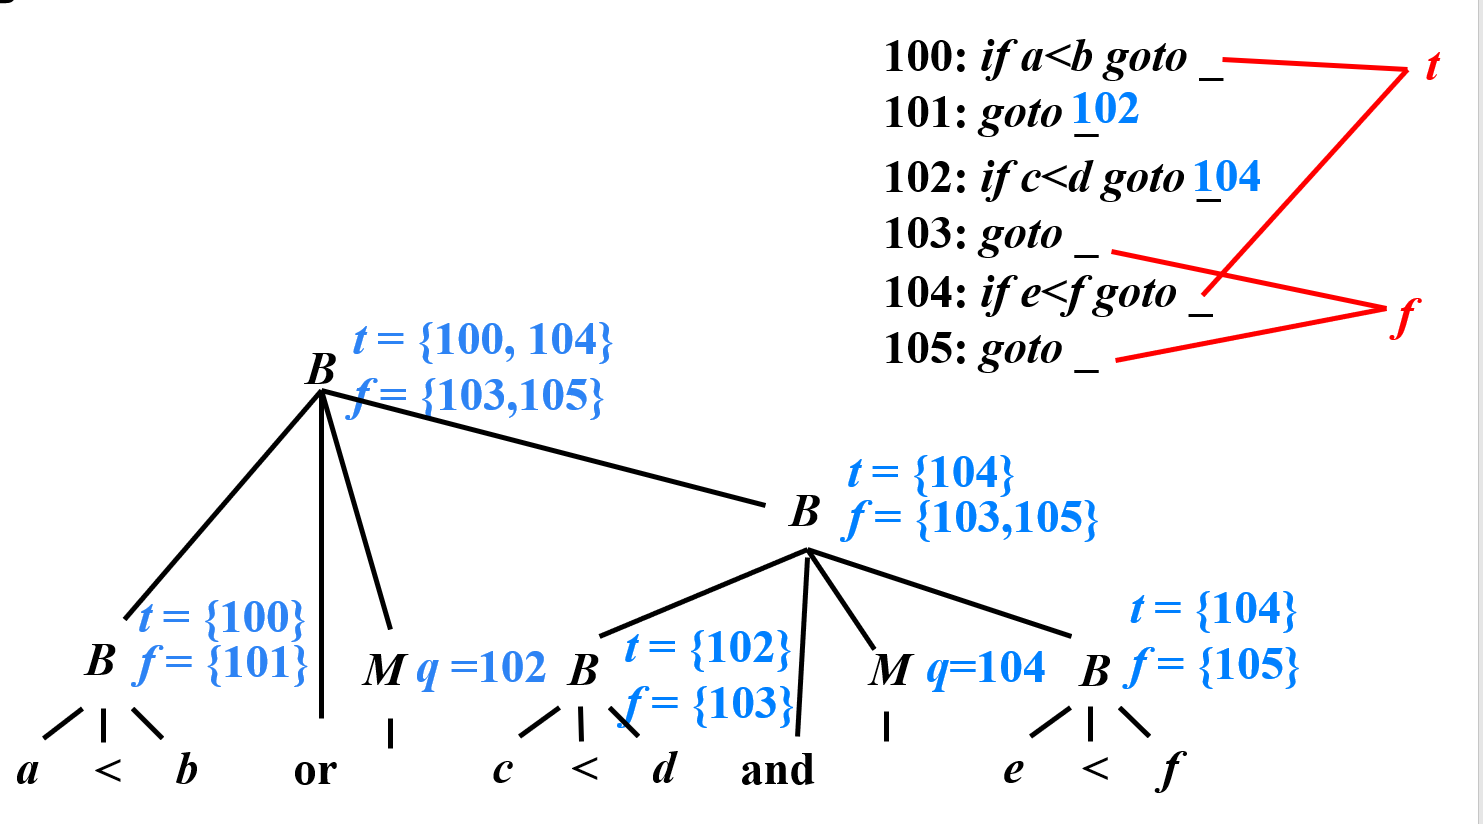 100: if a<b goto _ t
101: goto 102
102: if c<d goto 104
103: goto _
104: if e<f goto _ f
105: goto _
B t = {100, 104}
f = {103,105}
B t = {104}
f = {103,105}
B t = {100}
f = {101}
M q =102
B t = {102}
f = {103}
M q=104
B t = {104}
f = {105}
a < b or c < d and e < f